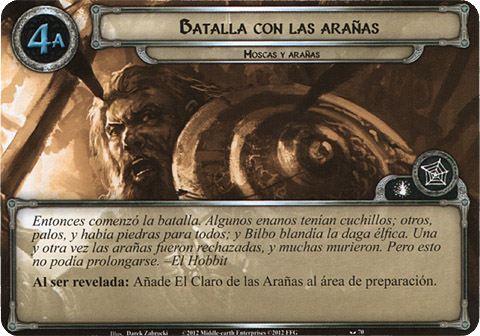 4A
BATALLA CON LAS ARAÑAS
MOSCAS Y ARAÑAS
Entonces comenzó la batalla. Algunos enanos tenían cuchillos; otros,
palos, y había piedras para todos; y Bilbo blandía la daga élfica. Una
y otra vez las arañas fueron rechazadas, y muchas murieron. Pero esto
no podía prolongarse. –El Hobbit
Al ser revelada: Añade El Claro de las Arañas al área de preparación.
Illus. Darek Zabrocki ©2012 Middle-earth Enterprises ©2012 FFG 70